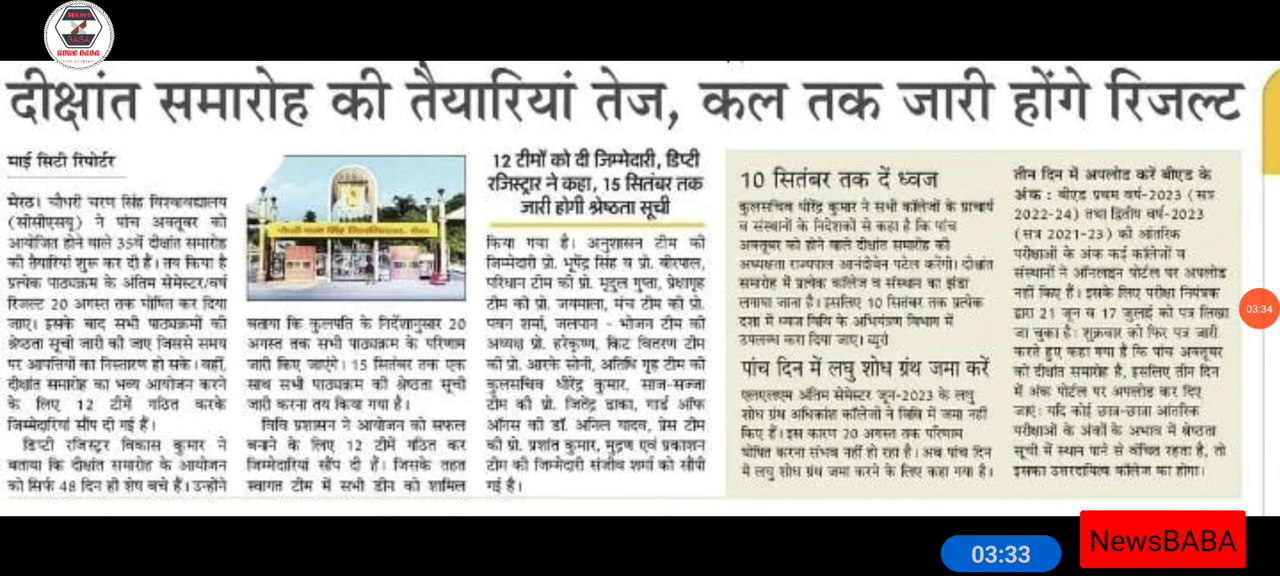 NEWS
BABA
NEWS BABA
दीक्षांत समारोह की तैयारियां तेज, कल तक जारी होंगे रिजल्ट
माई सिटी रिपोर्टर
मेरठ। चौधरी चरण सिंह विश्वविद्यालय
(सीसीएसयू) ने पांच अक्तूबर को
आयोजित होने वाले 35वें दीक्षांत समारोह
की तैयारियां शुरू कर दी हैं। तय किया है
प्रत्येक पाठ्यक्रम के अंतिम सेमेस्टर/वर्ष
रिजल्ट 20 अगस्त तक घोषित कर दिया
जाए। इसके बाद सभी पाठ्यक्रमों की
श्रेष्ठता सूची जारी की जाए जिससे समय
पर आपत्तियों का निस्तारण हो सके। वहीं,
दीक्षांत समारोह का भव्य आयोजन करने
के लिए 12 टीमें गठित करके
जिम्मेदारियां सौंप दी गई हैं।
डिप्टी रजिस्ट्रार विकास कुमार ने
बताया कि दीक्षांत समारोह के आयोजन
को सिर्फ 48 दिन ही शेष बचे हैं। उन्होंने
चौधरी चरण सिंह विश्वविद्यालय, मेरठ
बताया कि कुलपति के निर्देशानुसार 20
अगस्त तक सभी पाठ्यक्रम के परिणाम
जारी किए जाएंगे। 15 सितंबर तक एक
साथ सभी पाठ्यक्रम की श्रेष्ठता सूची
जारी करना तय किया गया है।
विवि प्रशासन ने आयोजन को सफल
बनाने के लिए 12 टीमें गठित कर
जिम्मेदारियां सौंप दी हैं। जिसके तहत
स्वागत टीम में सभी डीन को शामिल
12 टीमों को दी जिम्मेदारी, डिप्टी
रजिस्ट्रार ने कहा, 15 सितंबर तक
जारी होगी श्रेष्ठता सूची
किया गया है। अनुशासन टीम की
जिम्मेदारी प्रो. भूपेंद्र सिंह व प्रो. बीरपाल,
परिधान टीम की प्रो. मृदुल गुप्ता, प्रेक्षागृह
टीम की प्रो. जयमाला, मंच टीम की प्रो.
पवन शर्मा, जलपान - भोजन टीम की
अध्यक्ष प्रो. हरेकृष्ण, किट वितरण टीम
की प्रो. आरके सोनी, अतिथि गृह टीम की
कुलसचिव धीरेंद्र कुमार, साज-सज्जा
टीम की प्रो. जितेंद्र ढाका, गार्ड ऑफ
ऑनर की डॉ. अनिल यादव, प्रेस टीम
की प्रो. प्रशांत कुमार, मुद्रण एवं प्रकाशन
टीम की जिम्मेदारी संजीव शर्मा को सौंपी
गई है।
10 सितंबर तक दें ध्वज
कुलसचिव धीरेंद्र कुमार ने सभी कॉलेजों के प्राचार्य
व संस्थानों के निदेशकों से कहा है कि पांच
अक्तूबर को होने वाले दीक्षांत समारोह की
अध्यक्षता राज्यपाल आनंदीबेन पटेल करेंगी। दीक्षांत
समारोह में प्रत्येक कॉलेज व संस्थान का झंडा
लगाया जाना है। इसलिए 10 सितंबर तक प्रत्येक
दशा में ध्वज विवि के अभियंत्रण विभाग में
उपलब्ध करा दिया जाए। ब्यूरो
पांच दिन में लघु शोध ग्रंथ जमा करें
एलएलएम अंतिम सेमेस्टर जून-2023 के लघु
शोध ग्रंथ अधिकांश कॉलेजों ने विवि में जमा नहीं
किए हैं। इस कारण 20 अगस्त तक परिणाम
घोषित करना संभव नहीं हो रहा है। अब पांच दिन
में लघु शोध ग्रंथ जमा करने के लिए कहा गया है।
तीन दिन में अपलोड करें बीएड के
अंक : बीएड प्रथम वर्ष-2023 (सत्र
2022-24) तथा द्वितीय वर्ष-2023
(सत्र 2021-23) की आंतरिक
परीक्षाओं के अंक कई कॉलेजों व
संस्थानों ने ऑनलाइन पोर्टल पर अपलोड
नहीं किए हैं। इसके लिए परीक्षा नियंत्रक
द्वारा 21 जून व 17 जुलाई को पत्र लिखा
जा चुका है। शुक्रवार को फिर पत्र जारी
करते हुए कहा गया है कि पांच अक्तूबर
को दीक्षांत समारोह है, इसलिए तीन दिन
में अंक पोर्टल पर अपलोड कर दिए
जाएं। यदि कोई छात्र-छात्रा आंतरिक
परीक्षाओं के अंकों के अभाव में श्रेष्ठता
सूची में स्थान पाने से वंचित रहता है, तो
इसका उत्तरदायित्व कॉलेज का होगा।
03:34
03:33
NewsBABA